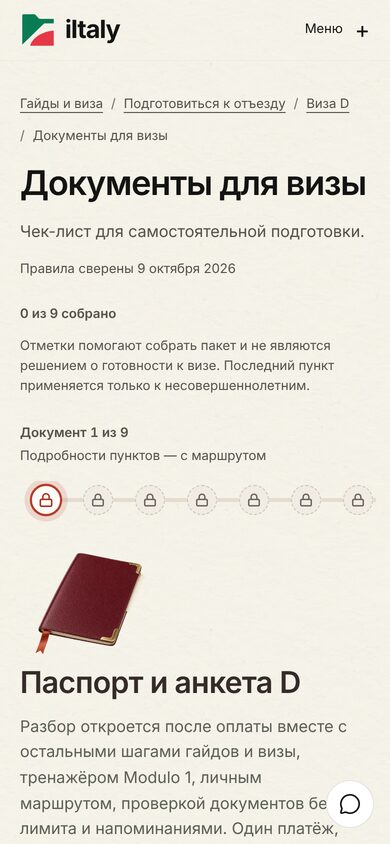 iItaly
Меню +
Гайды и виза / Подготовиться к отъезду / Виза D
/ Документы для визы
Документы для визы
Чек-лист для самостоятельной подготовки.
Правила сверены 9 октября 2026
0 из 9 собрано
Отметки помогают собрать пакет и не являются
решением о готовности к визе. Последний пункт
применяется только к несовершеннолетним.
Документ 1 из 9
Подробности пунктов — с маршрутом
Паспорт и анкета D
Разбор откроется после оплаты вместе с
остальными шагами гайдов и визы,
тренажёром Modulo 1, личным
маршрутом, проверкой документов
лимита и напоминаниями. Один платёж,